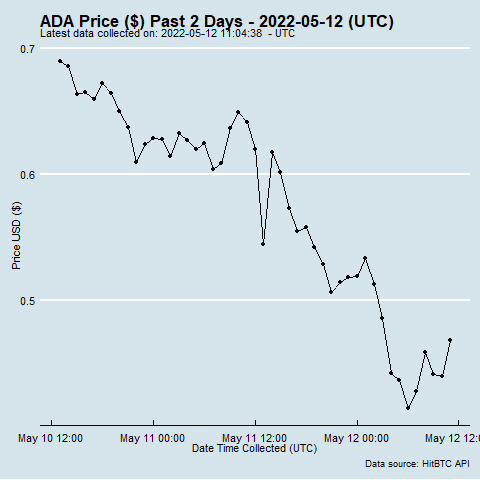 ADA Price ($) Past 2 Days - 2022-05-12 (UTC)
Latest data collected on: 2022-05-12 11:04:38 - UTC
0.7
0.6
0.5
Price USD ($)
May 10 12:00 May 11 00:00 May 11 12:00 May 12 00:00 May 12 12:0
Date Time Collected (UTC)
Data source: HitBTC API